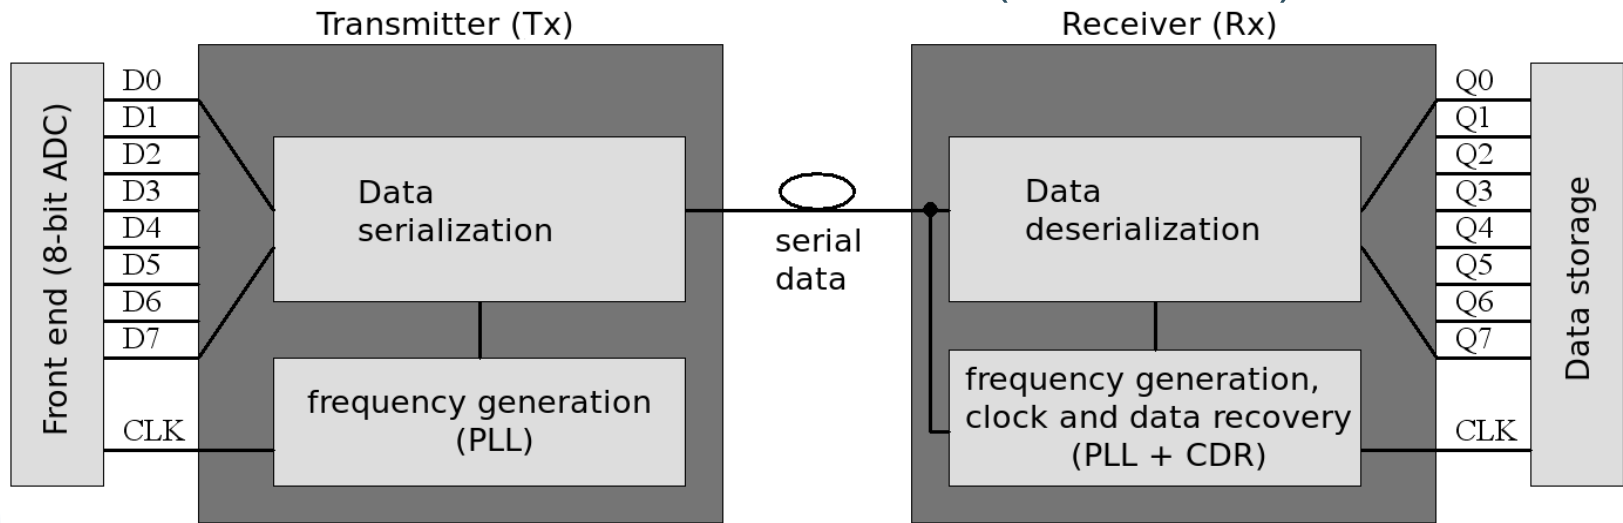 Transmitter (Tx)
Receiver (Rx)
Front end (8-bit ADC)
D0
D1
D2
D3
D4
D5
D6
D7
CLK
Data
serialization
frequency generation
(PLL)
serial
data
Data
deserialization
frequency generation,
clock and data recovery
(PLL + CDR)
Q0
Q1
Q2
Q3
Q4
Q5
Q6
Q7
CLK
Data storage